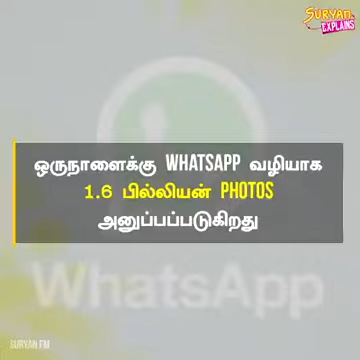 SURYAN
EXPLAINS
ஒருநாளைக்கு WHATSAPP வழியாக
1.6 பில்லியன் PHOTOS
அனுப்பப்படுகிறது
WhatsApp
SURYAN FM